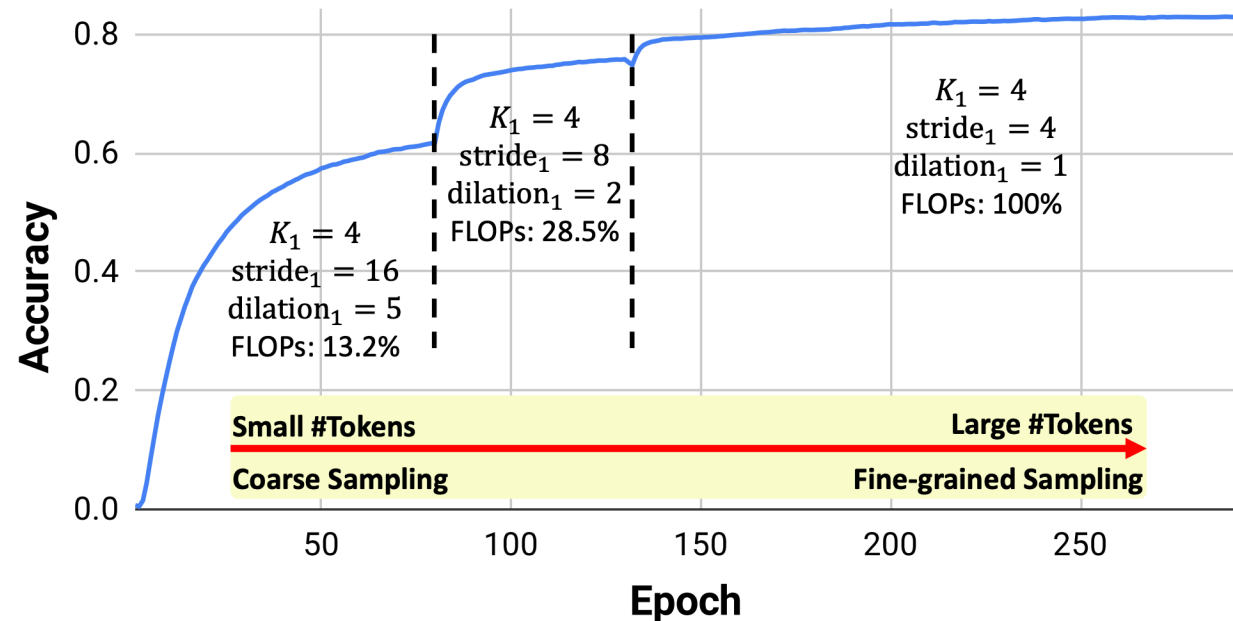 0.8
0.6
0.4
0.2
0.0
Accuracy
K₁ = 4
stride₁ = 16
dilation₁ = 5
FLOPs: 13.2%
K₁ = 4
stride₁ = 8
dilation₁ = 2
FLOPs: 28.5%
K₁ = 4
stride₁ = 4
dilation₁ = 1
FLOPs: 100%
Small #Tokens
Large #Tokens
Coarse Sampling
Fine-grained Sampling
50
100
150
200
250
Epoch